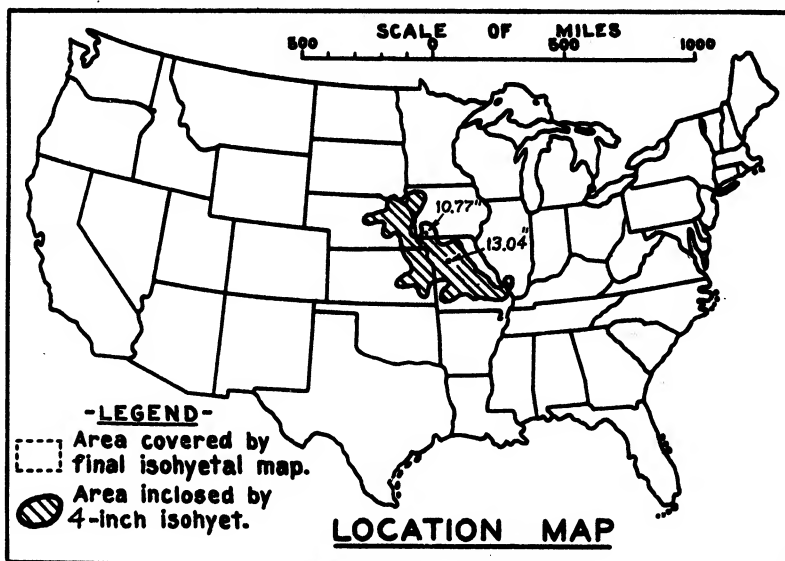 SCALE OF MILES
500 0 500 1000
10.77"
13.04"
-LEGEND-
Area covered by
final isohyetal map.
Area inclosed by
4-inch isohyet.
LOCATION MAP